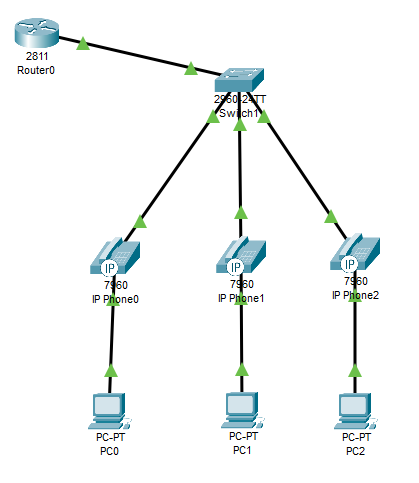 2811
Router0
2960-24TT
Switch1
IP
7960
IP Phone0
IP
7960
IP Phone1
IP
7960
IP Phone2
PC-PT
PC0
PC-PT
PC1
PC-PT
PC2